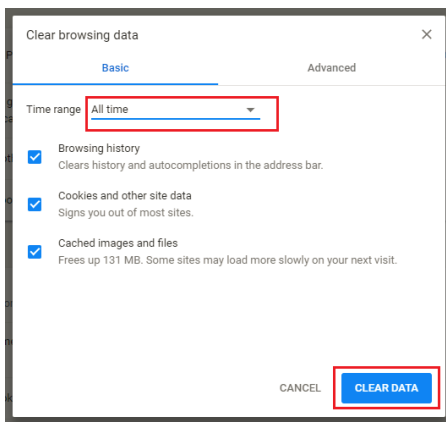 Clear browsing data
Basic Advanced
Time range All time
Browsing history
Clears history and autocompletions in the address bar.
Cookies and other site data
Signs you out of most sites.
Cached images and files
Frees up 131 MB. Some sites may load more slowly on your next visit.
CANCEL CLEAR DATA